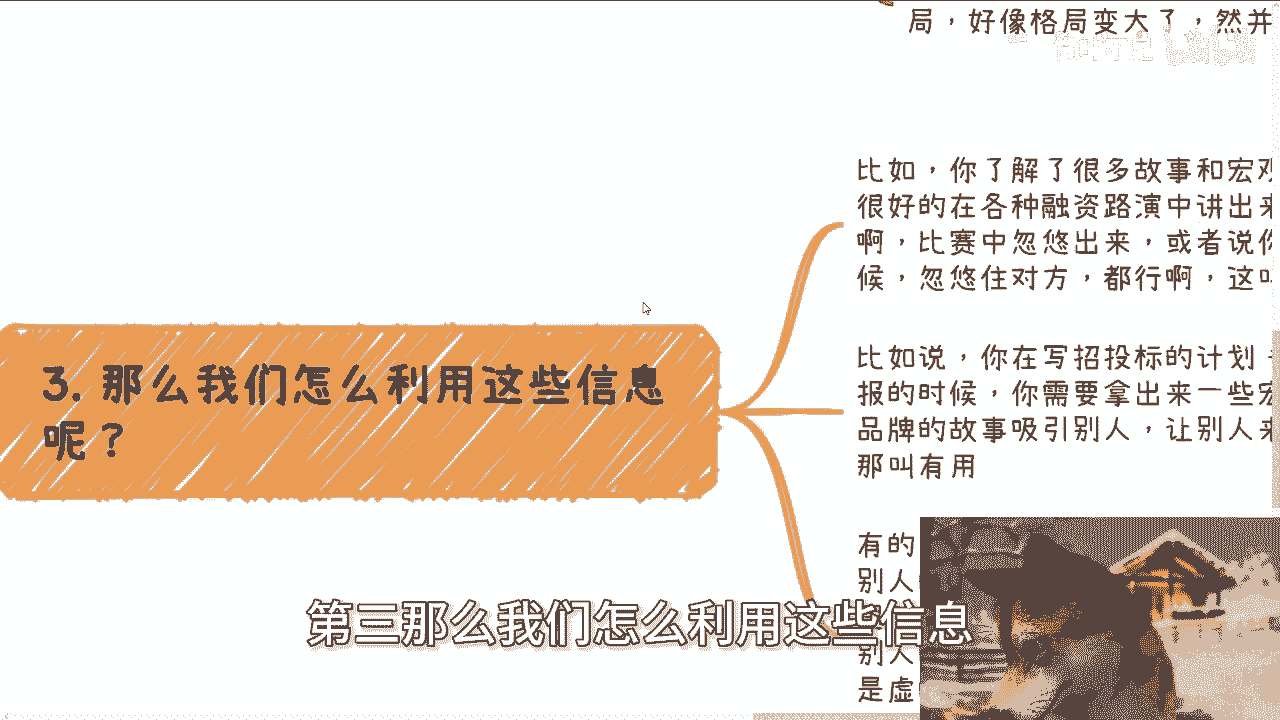 局，好像格局变大了，然并
比如，你了解了很多故事和宏观
很好的在各种融资路演中讲出来
啊，比赛中忽悠出来，或者说你
候，忽悠住对方，都行啊，这叫
3. 那么我们怎么利用这些信息
呢？
比如说，你在写招投标的计划
报的时候，你需要拿出来一些宏
品牌的故事吸引别人，让别人来
那叫有用
有的
别人
第三那么我们怎么利用这些信息
别人
是虚